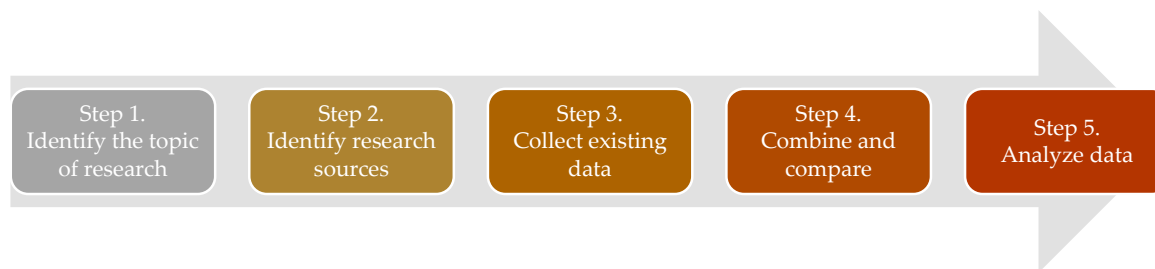 Step 1.
Identify the topic
of research
Step 2.
Identify research
sources
Step 3.
Collect existing
data
Step 4.
Combine and
compare
Step 5.
Analyze data